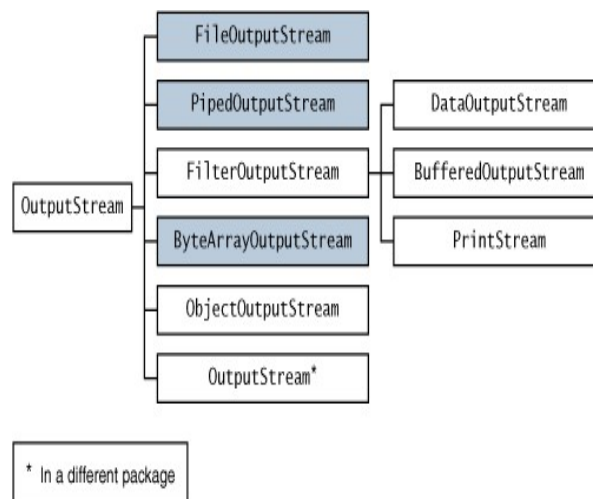 FileOutputStream
PipedOutputStream
DataOutputStream
FilterOutputStream
BufferedOutputStream
OutputStream
ByteArrayOutputStream
PrintStream
ObjectOutputStream
OutputStream*
* In a different package